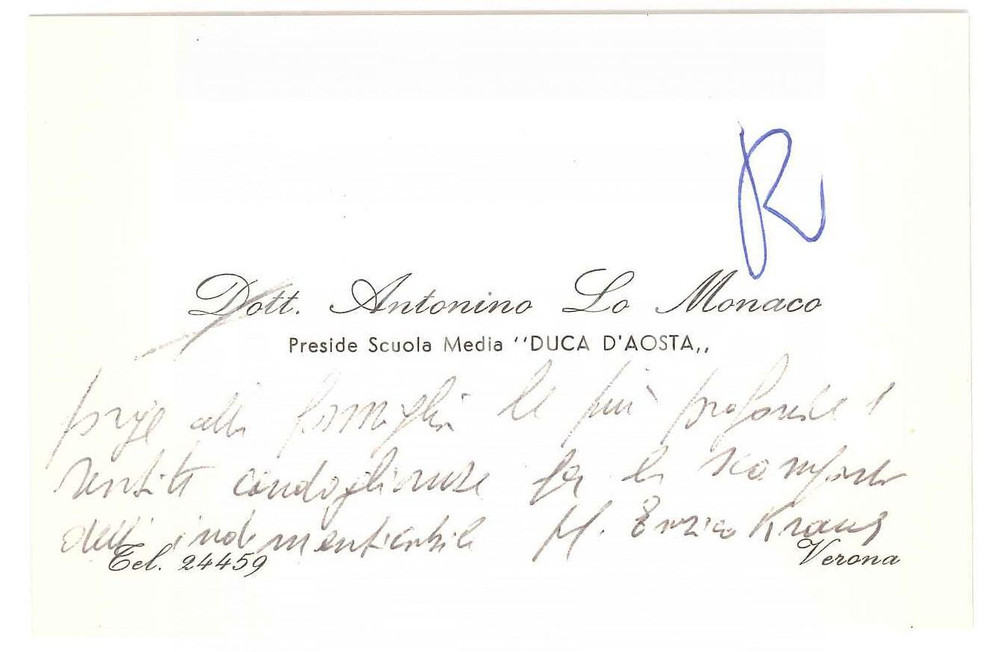 R
Dott. Antonino Lo Monaco
Preside Scuola Media "DUCA D'AOSTA„
porge alla famiglia le più profonde e
sentite condoglianze per la scomparsa
dell'indimenticabile M. Enrico Kraus
Tel. 24459 Verona